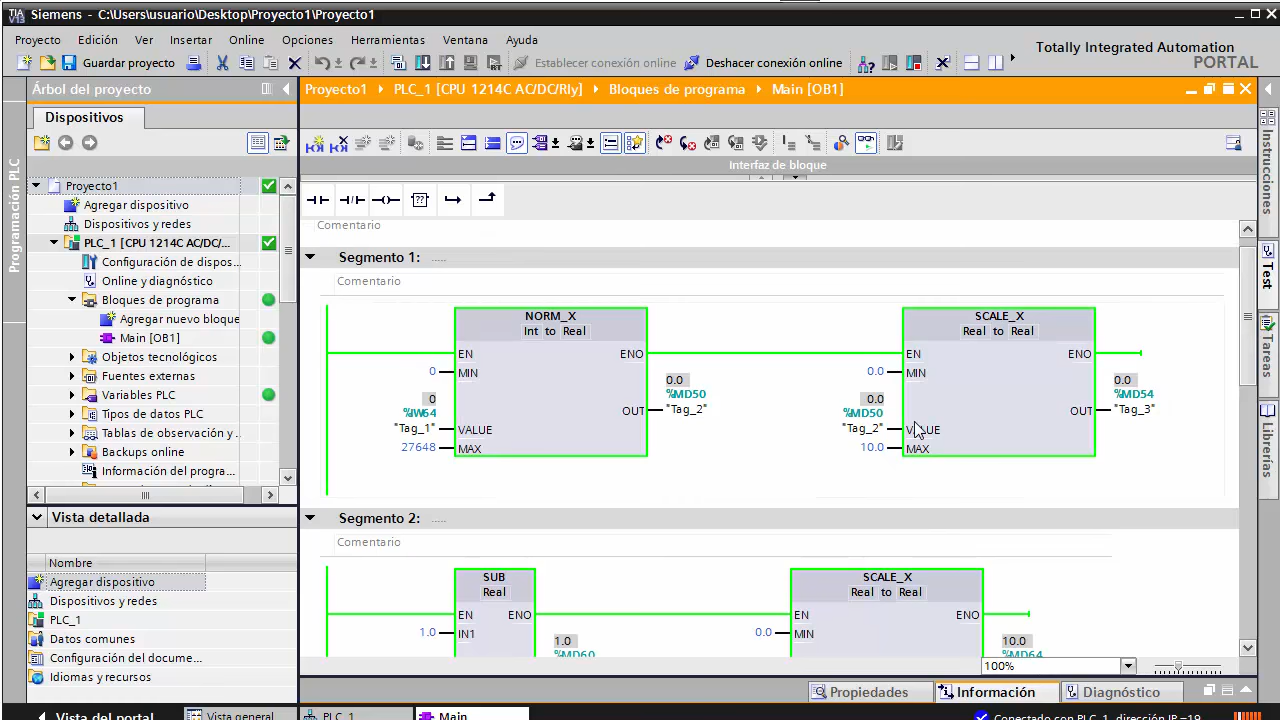 TIA V13 Siemens - C:\Users\usuario\Desktop\Proyecto1\Proyecto1
Proyecto Edición Ver Insertar Online Opciones Herramientas Ventana Ayuda
Guardar proyecto Establecer conexión online Deshacer conexión online
Totally Integrated Automation
PORTAL
Árbol del proyecto
Proyecto1 PLC_1 [CPU 1214C AC/DC/Rly] Bloques de programa Main [OB1]
Dispositivos
Programación PLC
Proyecto1
Agregar dispositivo
Dispositivos y redes
PLC_1 [CPU 1214C AC/DC/...
Configuración de dispos...
Online y diagnóstico
Bloques de programa
Agregar nuevo bloque
Main [OB1]
Objetos tecnológicos
Fuentes externas
Variables PLC
Tipos de datos PLC
Tablas de observación y ...
Backups online
Información del progra...
Vista detallada
Nombre
Agregar dispositivo
Dispositivos y redes
PLC_1
Datos comunes
Configuración del docume...
Idiomas y recursos
Interfaz de bloque
??
Comentario
Segmento 1: .....
Comentario
NORM_X
Int to Real
EN ENO
0 MIN
0
%IW64
"Tag_1" VALUE
27648 MAX
0.0
%MD50
OUT "Tag_2"
SCALE_X
Real to Real
EN ENO
0.0 MIN
0.0
%MD50
"Tag_2" VALUE
10.0 MAX
0.0
%MD54
OUT "Tag_3"
Segmento 2: .....
Comentario
SUB
Real
EN ENO
1.0 IN1
1.0
%MD60
SCALE_X
Real to Real
EN ENO
0.0 MIN
10.0
%MD64
100%
Propiedades Información Diagnóstico
Instrucciones
Test
Tareas
Librerías
Vista del portal Vista general PLC_1 Main
Conectado con PLC_1, dirección IP =19